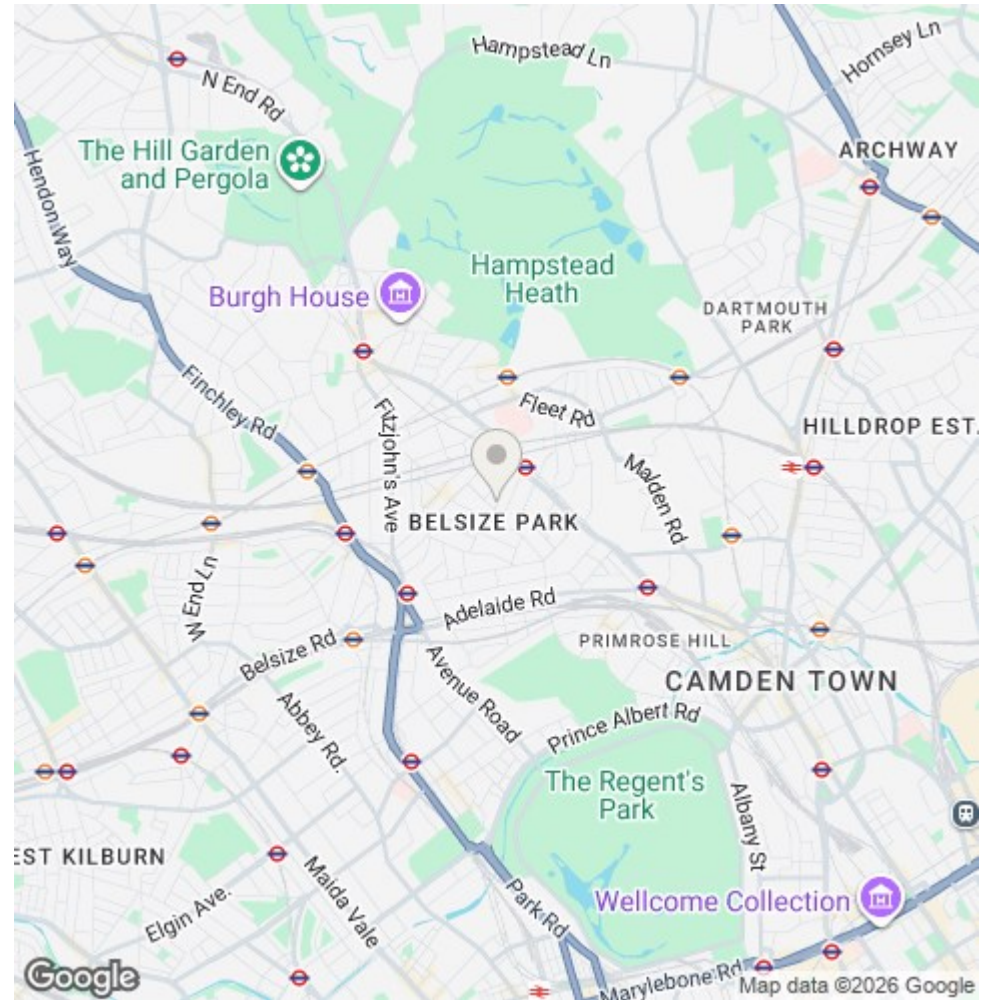 Hampstead Ln
Hornsey Ln
N End Rd
The Hill Garden
and Pergola
ARCHWAY
Hendon Way
Hampstead
Heath
Burgh House
DARTMOUTH
PARK
Finchley Rd
Fitzjohn's Ave
Fleet Rd
HILLDROP EST
Malden Rd
BELSIZE PARK
W End Ln
Adelaide Rd
Belsize Rd
PRIMROSE HILL
Avenue Road
CAMDEN TOWN
Abbey Rd.
Prince Albert Rd
The Regent's
Park
Albany St
EST KILBURN
Maida Vale
Elgin Ave.
Park Rd
Wellcome Collection
Marylebone Rd
Google
Map data ©2026 Google